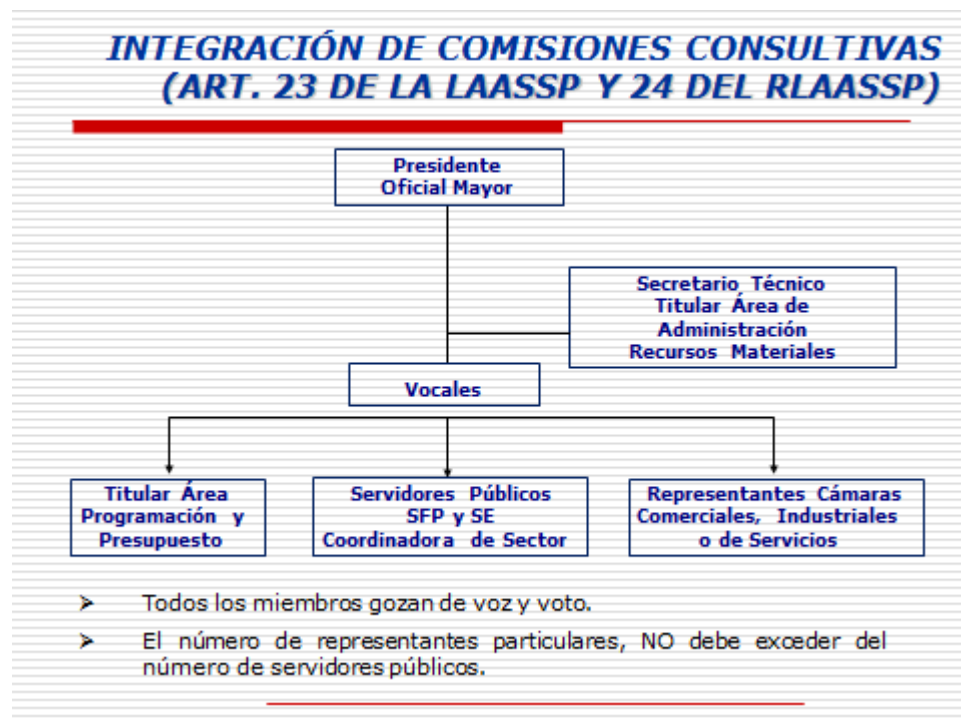 INTEGRACIÓN DE COMISIONES CONSULTIVAS
(ART. 23 DE LA LAASSP Y 24 DEL RLAASSP)
Presidente
Oficial Mayor
Secretario Técnico
Titular Área de
Administración
Recursos Materiales
Vocales
Titular Área
Programación y
Presupuesto
Servidores Públicos
SFP y SE
Coordinadora de Sector
Representantes Cámaras
Comerciales, Industriales
o de Servicios
➢ Todos los miembros gozan de voz y voto.
➢ El número de representantes particulares, NO debe exceder del
número de servidores públicos.